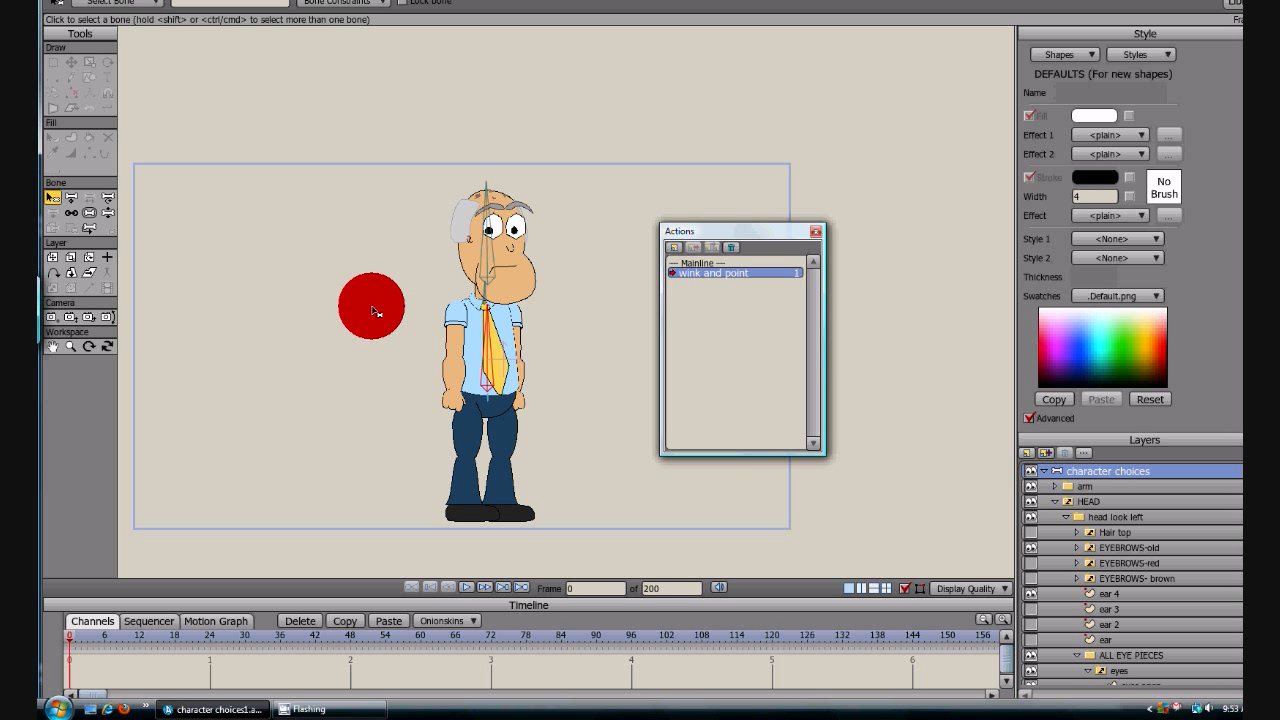 Select Bone Bone Constraints Lock bone
Click to select a bone (hold <shift> or <ctrl/cmd> to select more than one bone)
Tools
Draw
Fill
Bone
Layer
Camera
Workspace
Actions
--- Mainline ---
wink and point 1
Style
Shapes Styles
DEFAULTS (For new shapes)
Name
Fill
Effect 1 <plain> ...
Effect 2 <plain> ...
Stroke
No
Brush
Width 4
Effect <plain> ...
Style 1 <None>
Style 2 <None>
Thickness
Swatches .Default.png
Copy Paste Reset
Advanced
Layers
character choices
arm
HEAD
head look left
Hair top
EYEBROWS-old
EYEBROWS-red
EYEBROWS- brown
ear 4
ear 3
ear 2
ear
ALL EYE PIECES
eyes
Frame 0 of 200 Display Quality
Timeline
Channels Sequencer Motion Graph Delete Copy Paste Onionskins
0 6 12 18 24 30 36 42 48 54 60 66 72 78 84 90 96 102 108 114 120 126 132 138 144 150 156
0 1 2 3 4 5 6
character choices1.a... Flashing 9:53